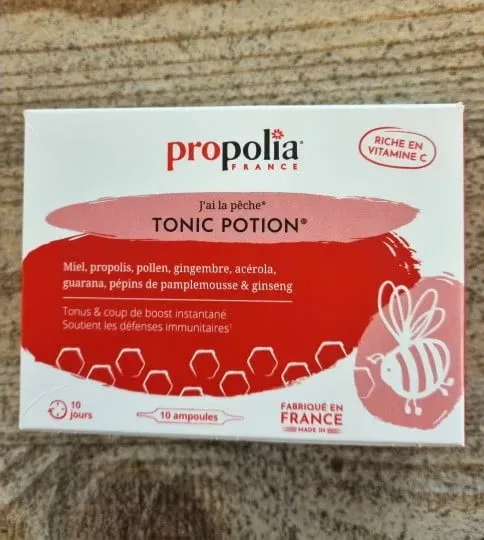 propolia®
FRANCE
RICHE EN
VITAMINE C
J'ai la pêche*
TONIC POTION®
Miel, propolis, pollen, gingembre, acérola,
guarana, pépins de pamplemousse & ginseng
Tonus & coup de boost instantané
Soutient les défenses immunitaires¹
10
jours
10 ampoules
FABRIQUÉ EN
FRANCE
MADE IN